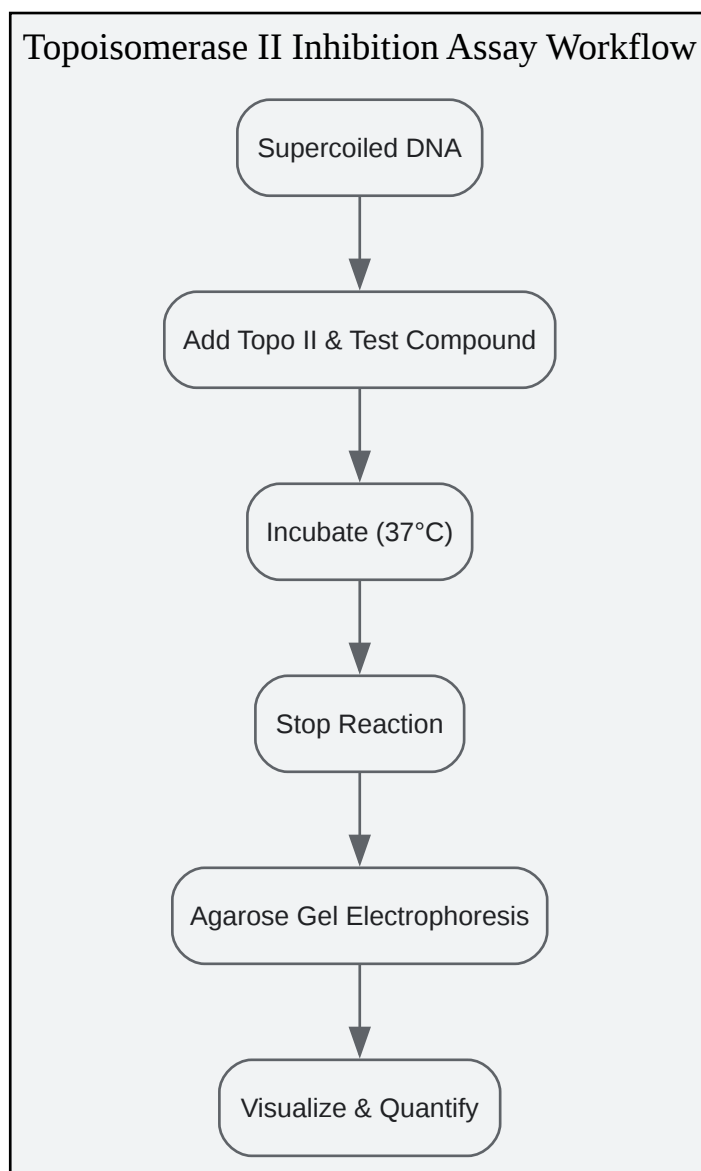 Topoisomerase II Inhibition Assay Workflow
Supercoiled DNA
Add Topo II & Test Compound
Incubate (37°C)
Stop Reaction
Agarose Gel Electrophoresis
Visualize & Quantify